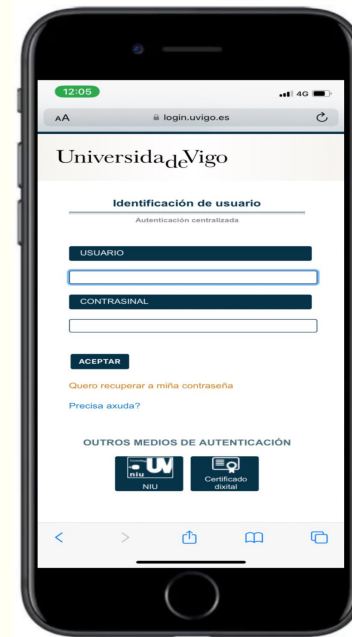 12:05
4G
AA login.uvigo.es
UniversidadeVigo
Identificación de usuario
Autenticación centralizada
USUARIO
CONTRASINAL
ACEPTAR
Quero recuperar a miña contraseña
Precisa axuda?
OUTROS MEDIOS DE AUTENTICACIÓN
niu UV
NIU
Certificado
dixital